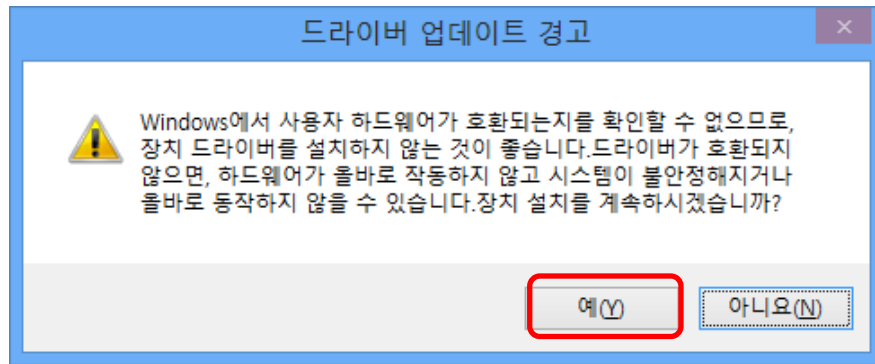 드라이버 업데이트 경고
Windows에서 사용자 하드웨어가 호환되는지를 확인할 수 없으므로,
장치 드라이버를 설치하지 않는 것이 좋습니다.드라이버가 호환되지
않으면, 하드웨어가 올바로 작동하지 않고 시스템이 불안정해지거나
올바로 동작하지 않을 수 있습니다.장치 설치를 계속하시겠습니까?
예(Y) 아니요(N)